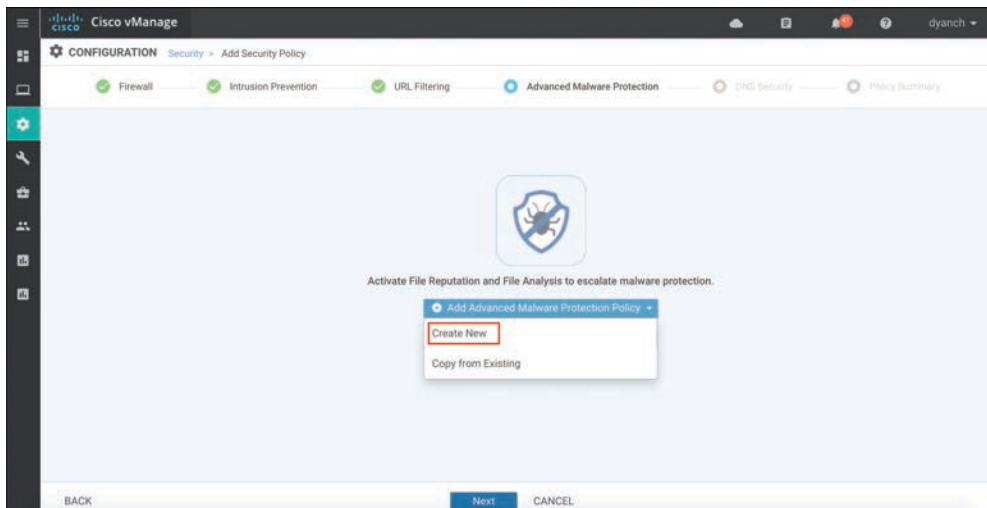 CISCO Cisco vManage
dyanch
CONFIGURATION Security > Add Security Policy
Firewall Intrusion Prevention URL Filtering Advanced Malware Protection DNS Security Policy Summary
Activate File Reputation and File Analysis to escalate malware protection.
Add Advanced Malware Protection Policy
Create New
Copy from Existing
BACK Next CANCEL